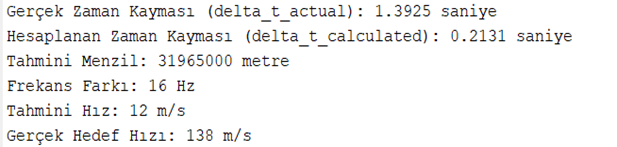 Gerçek Zaman Kayması (delta_t_actual): 1.3925 saniye
Hesaplanan Zaman Kayması (delta_t_calculated): 0.2131 saniye
Tahmini Menzil: 31965000 metre
Frekans Farkı: 16 Hz
Tahmini Hız: 12 m/s
Gerçek Hedef Hızı: 138 m/s